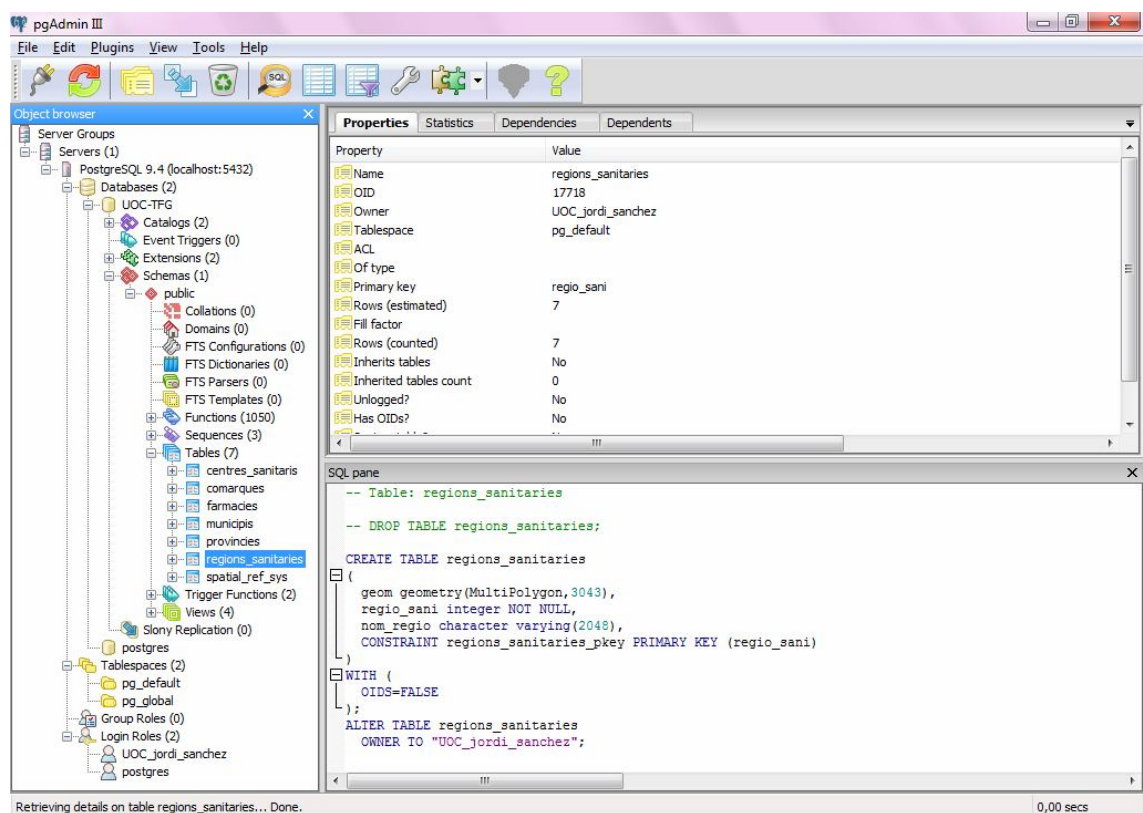 pgAdmin III
File Edit Plugins View Tools Help
SQL
Object browser
Server Groups
Servers (1)
PostgreSQL 9.4 (localhost:5432)
Databases (2)
UOC-TFG
Catalogs (2)
Event Triggers (0)
Extensions (2)
Schemas (1)
public
Collations (0)
Domains (0)
FTS Configurations (0)
FTS Dictionaries (0)
FTS Parsers (0)
FTS Templates (0)
Functions (1050)
Sequences (3)
Tables (7)
centres_sanitaris
comarques
farmacies
municipis
provincies
regions_sanitaries
spatial_ref_sys
Trigger Functions (2)
Views (4)
Slony Replication (0)
postgres
Tablespaces (2)
pg_default
pg_global
Group Roles (0)
Login Roles (2)
UOC_jordi_sanchez
postgres
Properties Statistics Dependencies Dependents
Property Value
Name regions_sanitaries
OID 17718
Owner UOC_jordi_sanchez
Tablespace pg_default
ACL
Of type
Primary key regio_sani
Rows (estimated) 7
Fill factor
Rows (counted) 7
Inherits tables No
Inherited tables count 0
Unlogged? No
Has OIDs? No
SQL pane
-- Table: regions_sanitaries
-- DROP TABLE regions_sanitaries;
CREATE TABLE regions_sanitaries
(
geom geometry(MultiPolygon,3043),
regio_sani integer NOT NULL,
nom_regio character varying(2048),
CONSTRAINT regions_sanitaries_pkey PRIMARY KEY (regio_sani)
)
WITH (
OIDS=FALSE
);
ALTER TABLE regions_sanitaries
OWNER TO "UOC_jordi_sanchez";
Retrieving details on table regions_sanitaries... Done. 0,00 secs